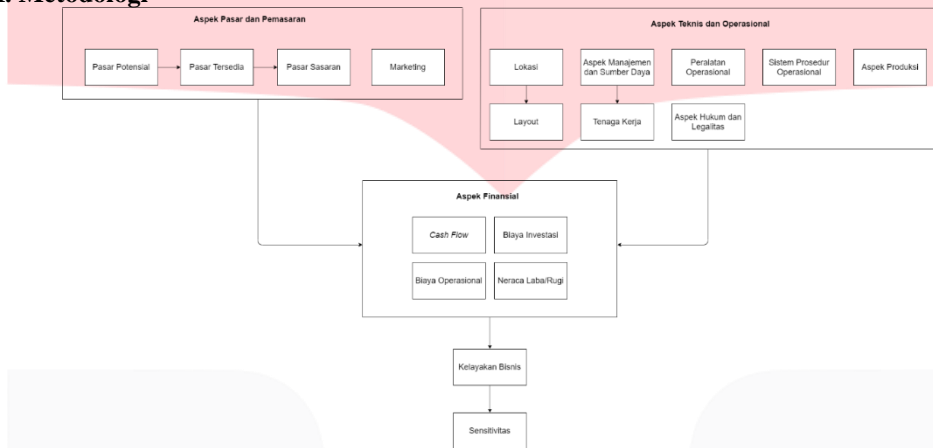 Metodologi
Aspek Pasar dan Pemasaran
Pasar Potensial
Pasar Tersedia
Pasar Sasaran
Marketing
Aspek Teknis dan Operasional
Lokasi
Aspek Manajemen
dan Sumber Daya
Peralatan
Operasional
Sistem Prosedur
Operasional
Aspek Produksi
Layout
Tenaga Kerja
Aspek Hukum dan
Legalitas
Aspek Finansial
Cash Flow
Biaya Investasi
Biaya Operasional
Neraca Laba/Rugi
Kelayakan Bisnis
Sensitivitas